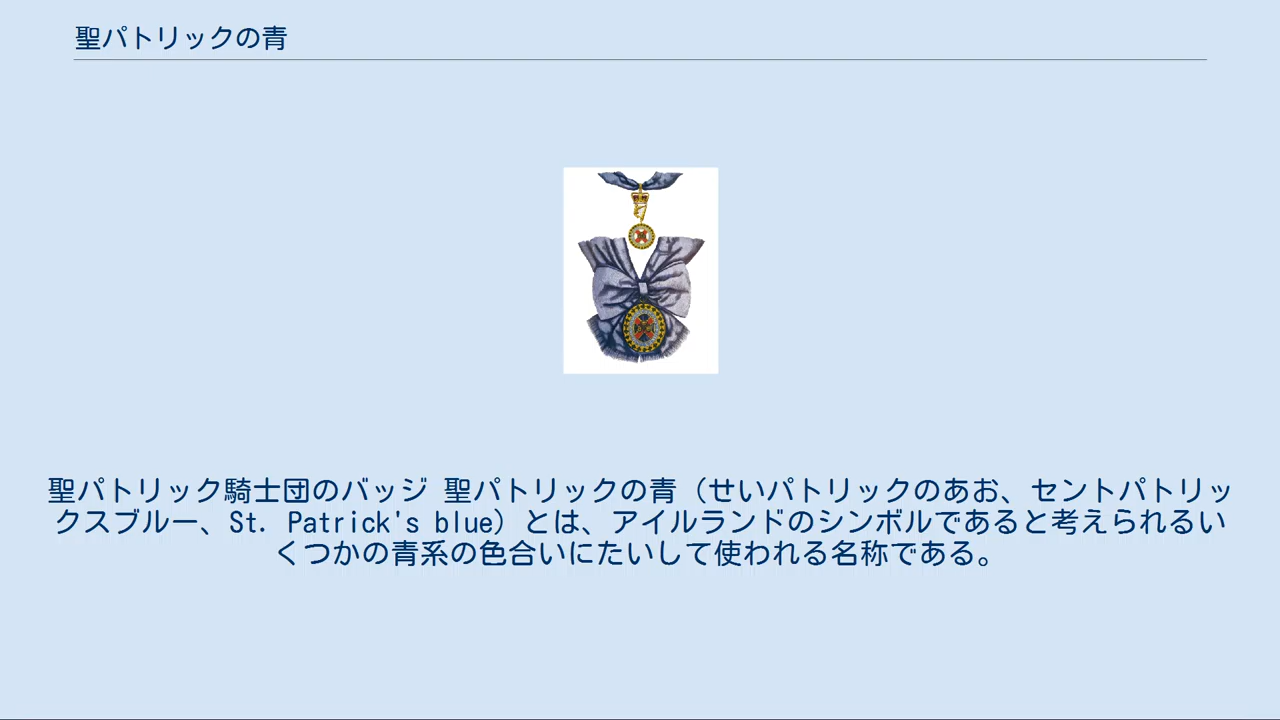 聖パトリックの青
聖パトリック騎士団のバッジ 聖パトリックの青（せいパトリックのあお、セントパトリッ
クスブルー、St. Patrick's blue）とは、アイルランドのシンボルであると考えられるい
くつかの青系の色合いにたいして使われる名称である。